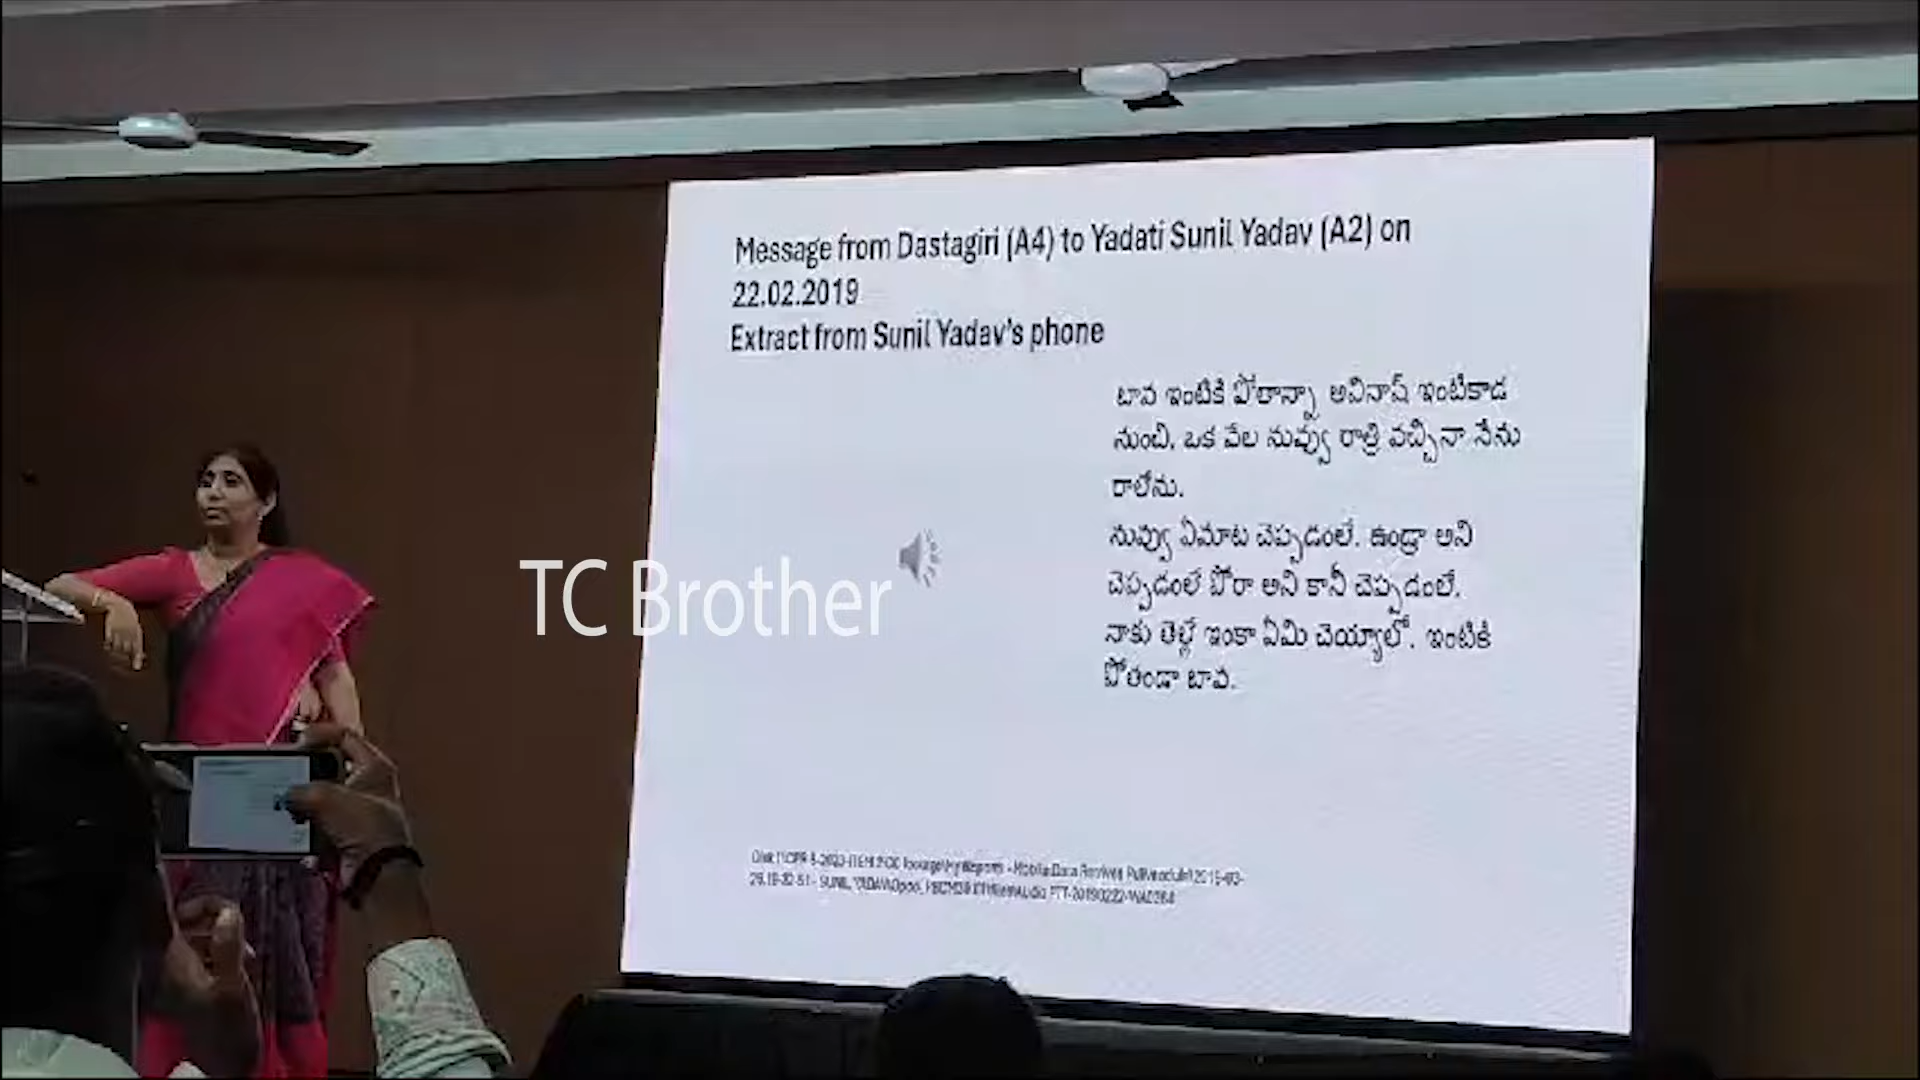 Message from Dastagiri (A4) to Yadati Sunil Yadav (A2) on
22.02.2019
Extract from Sunil Yadav's phone
బావ ఇంటికి పోతాన్నా అవినాష్ ఇంటికాడ
నుంచి. ఒక వేల నువ్వు రాత్రి వచ్చినా నేను
రాలేను.
నువ్వు ఏమాట చెప్పడంలే. ఉండ్రా అని
చెప్పడంలే పోరా అని కానీ చెప్పడంలే.
నాకు తెల్లే ఇంకా ఏమి చెయ్యాలో. ఇంటికి
పోతండా బావ.
TC Brother